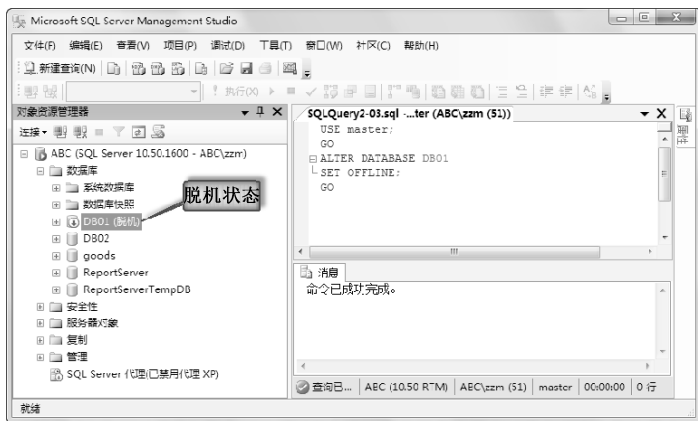 Microsoft SQL Server Management Studio
文件(F) 编辑(E) 查看(V) 项目(P) 调试(D) 工具(T) 窗口(W) 社区(C) 帮助(H)
新建查询(N)
执行(X)
对象资源管理器
连接
ABC (SQL Server 10.50.1600 - ABC\zzm)
数据库
系统数据库
数据库快照
DB01 (脱机)
DB02
goods
ReportServer
ReportServerTempDB
安全性
服务器对象
复制
管理
SQL Server 代理(已禁用代理 XP)
脱机状态
SQLQuery2-03.sql -...ter (ABC\zzm (51))
USE master;
GO
ALTER DATABASE DB01
SET OFFLINE;
GO
消息
命令已成功完成。
查询已... ABC (10.50 RTM) ABC\zzm (51) master 00:00:00 0 行
就绪